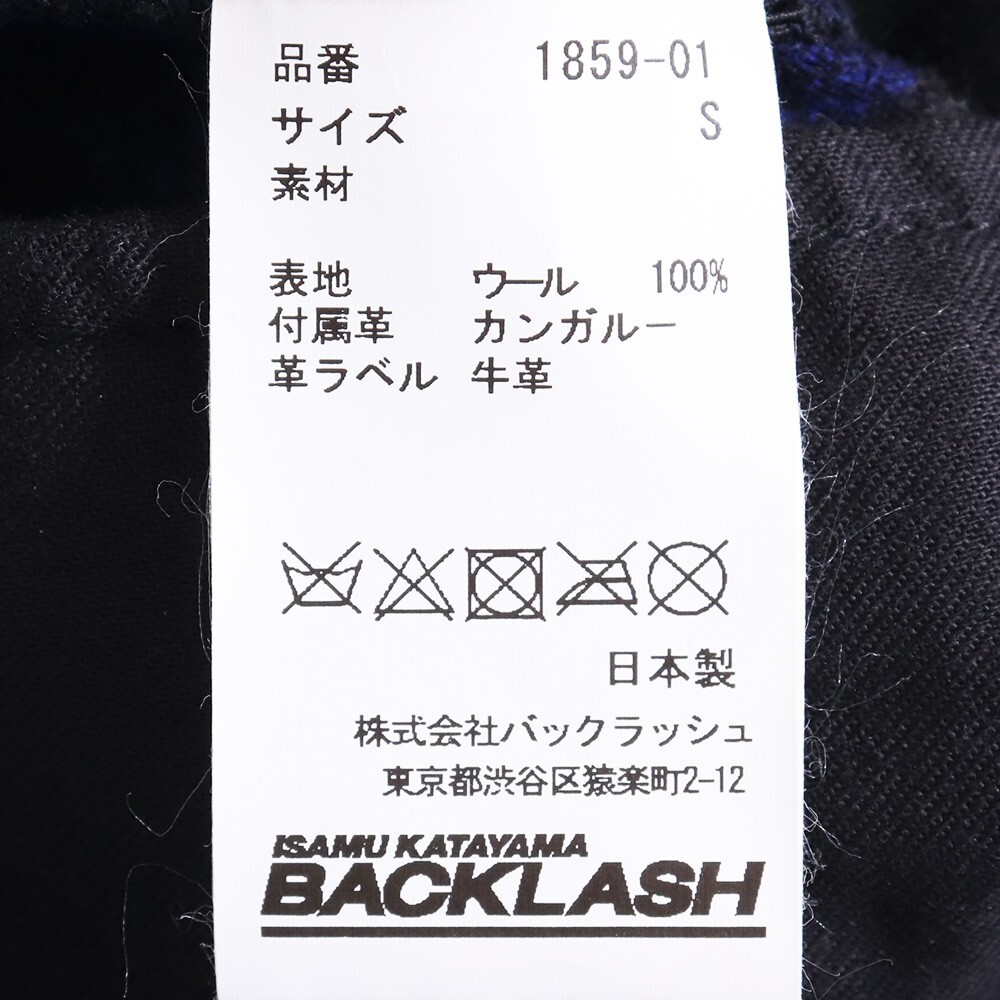 品番 1859-01
サイズ S
素材
表地 ウール 100%
付属革 カンガルー
革ラベル 牛革
日本製
株式会社バックラッシュ
東京都渋谷区猿楽町2-12
ISAMU KATAYAMA
BACKLASH